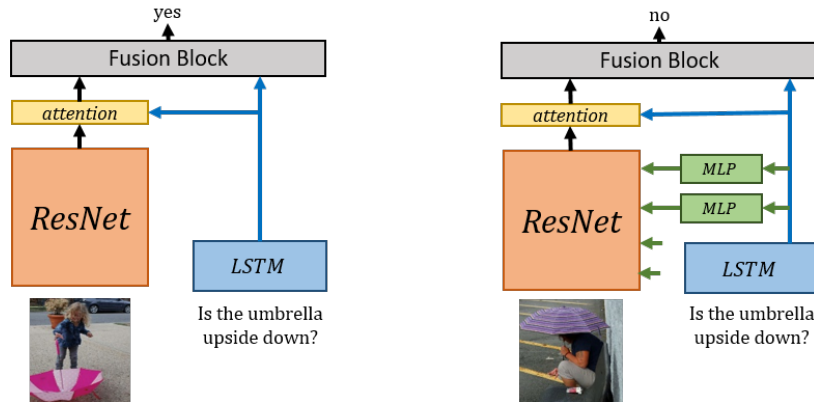 yes
Fusion Block
attention
ResNet
LSTM
Is the umbrella
upside down?
no
Fusion Block
attention
MLP
MLP
ResNet
LSTM
Is the umbrella
upside down?